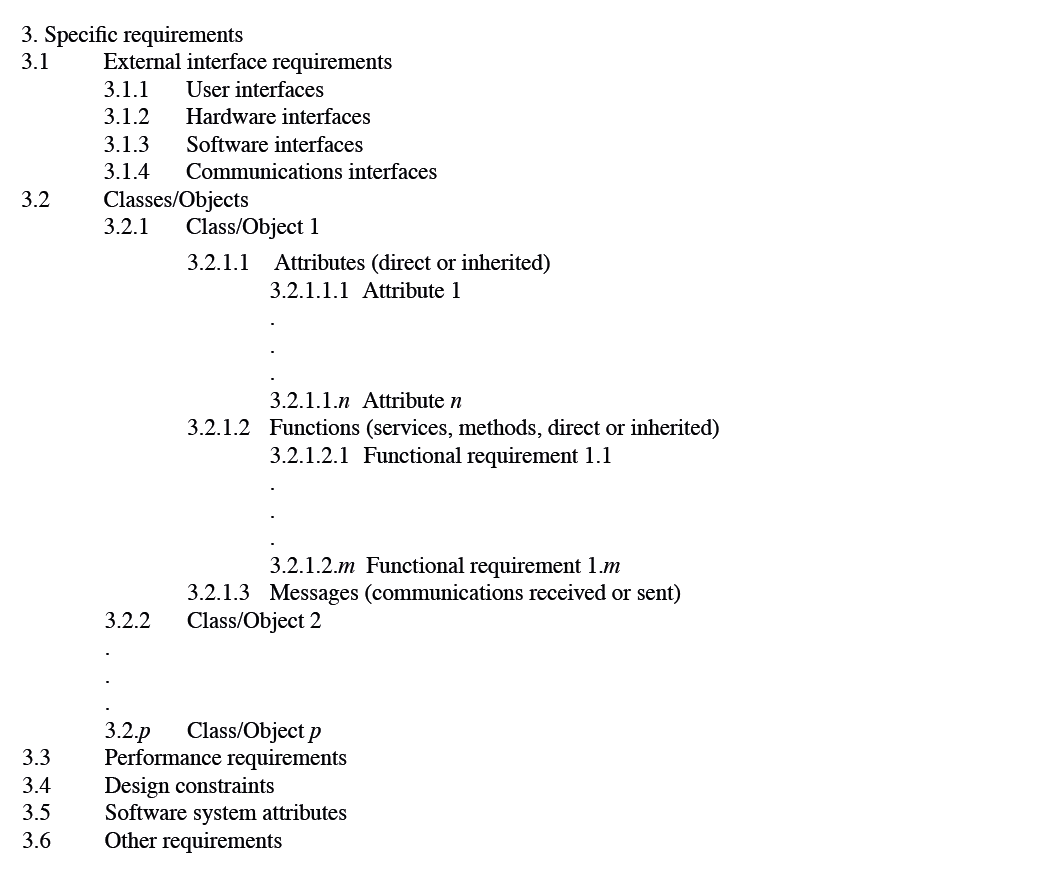 3. Specific requirements
3.1 External interface requirements
3.1.1 User interfaces
3.1.2 Hardware interfaces
3.1.3 Software interfaces
3.1.4 Communications interfaces
3.2 Classes/Objects
3.2.1 Class/Object 1
3.2.1.1 Attributes (direct or inherited)
3.2.1.1.1 Attribute 1
.
.
.
3.2.1.1.n Attribute n
3.2.1.2 Functions (services, methods, direct or inherited)
3.2.1.2.1 Functional requirement 1.1
.
.
.
3.2.1.2.m Functional requirement 1.m
3.2.1.3 Messages (communications received or sent)
3.2.2 Class/Object 2
.
.
.
3.2.p Class/Object p
3.3 Performance requirements
3.4 Design constraints
3.5 Software system attributes
3.6 Other requirements